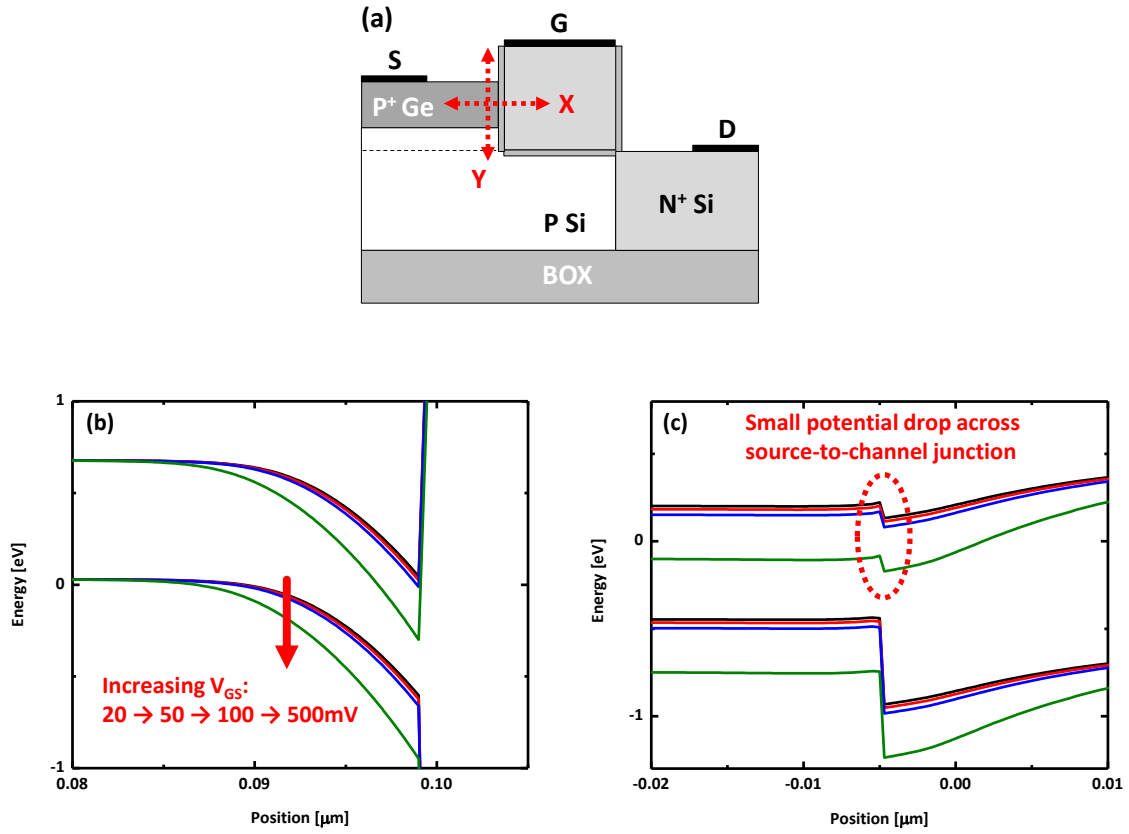 (a)
G
S
P⁺ Ge
X
D
Y
N⁺ Si
P Si
BOX
(b)
1
0
-1
Energy [eV]
Increasing V_GS:
20 → 50 → 100 → 500mV
0.08
0.09
0.10
Position [μm]
(c)
Small potential drop across
source-to-channel junction
0
-1
Energy [eV]
-0.02
-0.01
0.00
0.01
Position [μm]